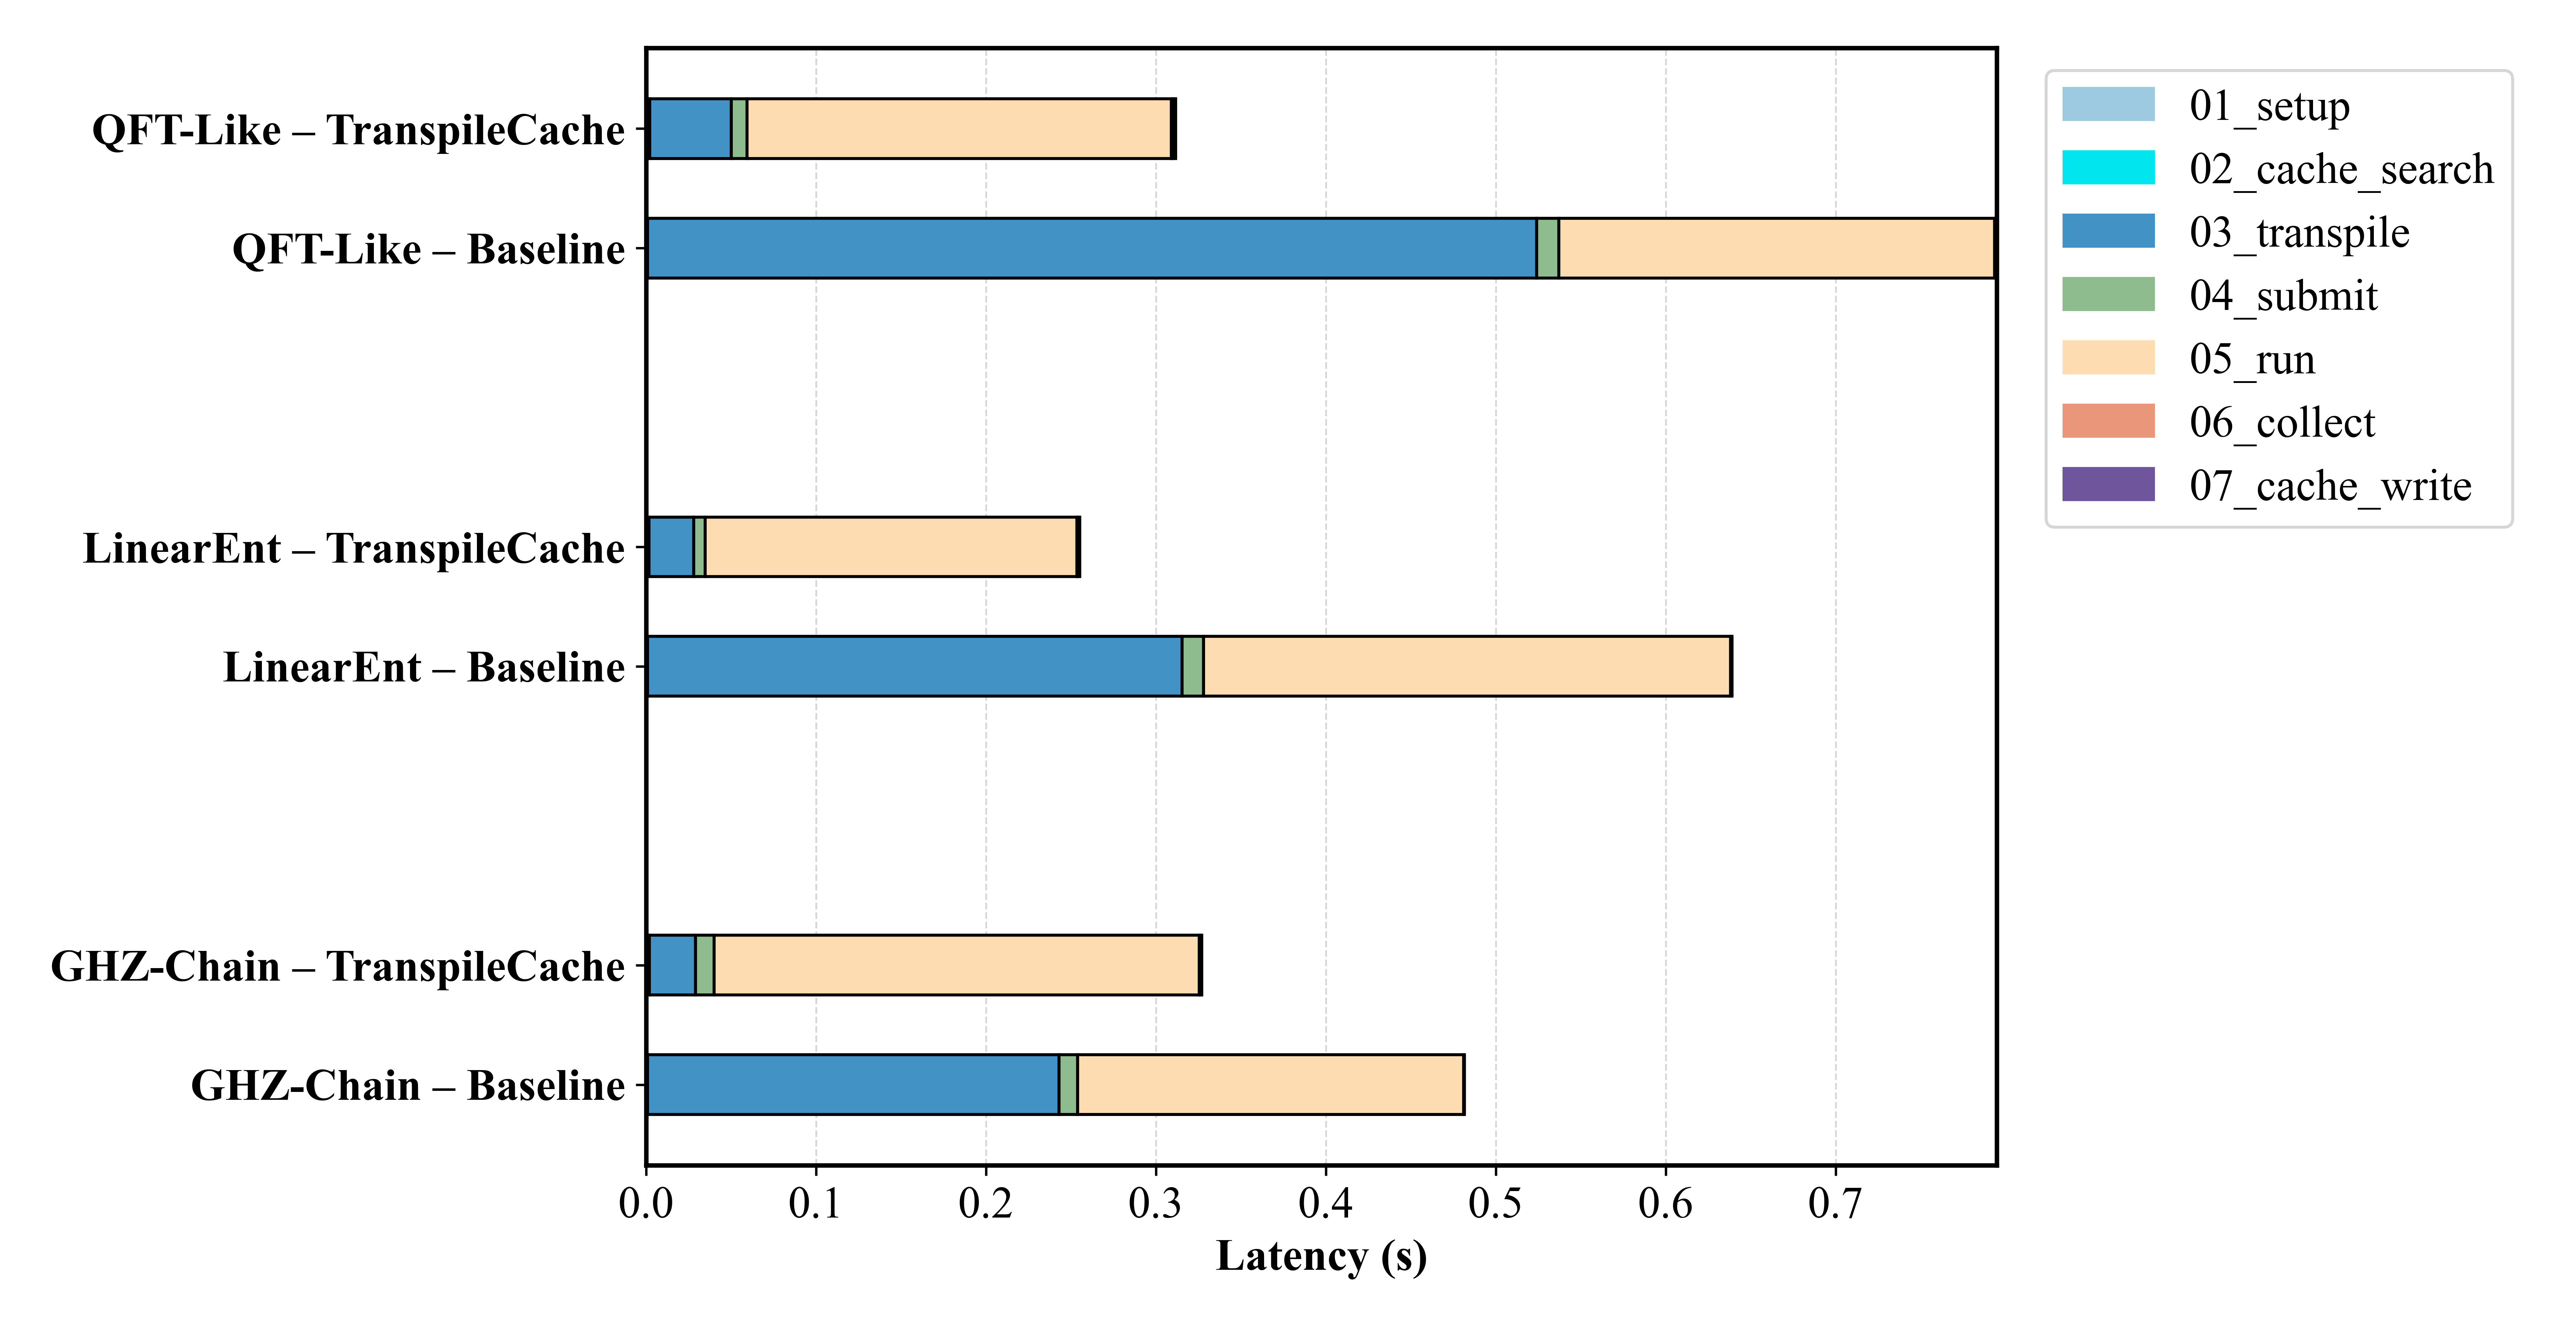 QFT-Like – TranspileCache
QFT-Like – Baseline
LinearEnt – TranspileCache
LinearEnt – Baseline
GHZ-Chain – TranspileCache
GHZ-Chain – Baseline
0.0 0.1 0.2 0.3 0.4 0.5 0.6 0.7
Latency (s)
01_setup
02_cache_search
03_transpile
04_submit
05_run
06_collect
07_cache_write